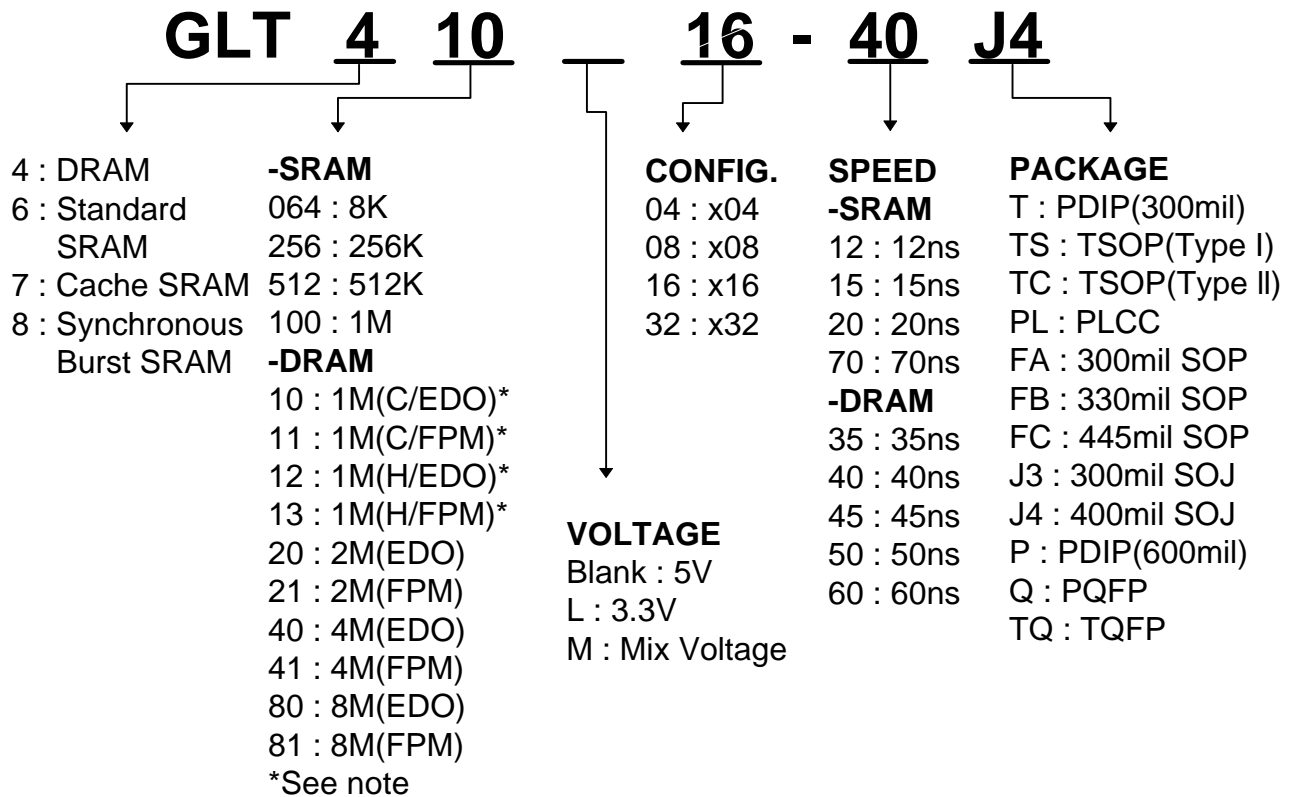 GLT 4 10 16 - 40 J4
4 : DRAM
6 : Standard
SRAM
7 : Cache SRAM
8 : Synchronous
Burst SRAM
-SRAM
064 : 8K
256 : 256K
512 : 512K
100 : 1M
-DRAM
10 : 1M(C/EDO)*
11 : 1M(C/FPM)*
12 : 1M(H/EDO)*
13 : 1M(H/FPM)*
20 : 2M(EDO)
21 : 2M(FPM)
40 : 4M(EDO)
41 : 4M(FPM)
80 : 8M(EDO)
81 : 8M(FPM)
*See note
VOLTAGE
Blank : 5V
L : 3.3V
M : Mix Voltage
CONFIG.
04 : x04
08 : x08
16 : x16
32 : x32
SPEED
-SRAM
12 : 12ns
15 : 15ns
20 : 20ns
70 : 70ns
-DRAM
35 : 35ns
40 : 40ns
45 : 45ns
50 : 50ns
60 : 60ns
PACKAGE
T : PDIP(300mil)
TS : TSOP(Type I)
TC : TSOP(Type ll)
PL : PLCC
FA : 300mil SOP
FB : 330mil SOP
FC : 445mil SOP
J3 : 300mil SOJ
J4 : 400mil SOJ
P : PDIP(600mil)
Q : PQFP
TQ : TQFP